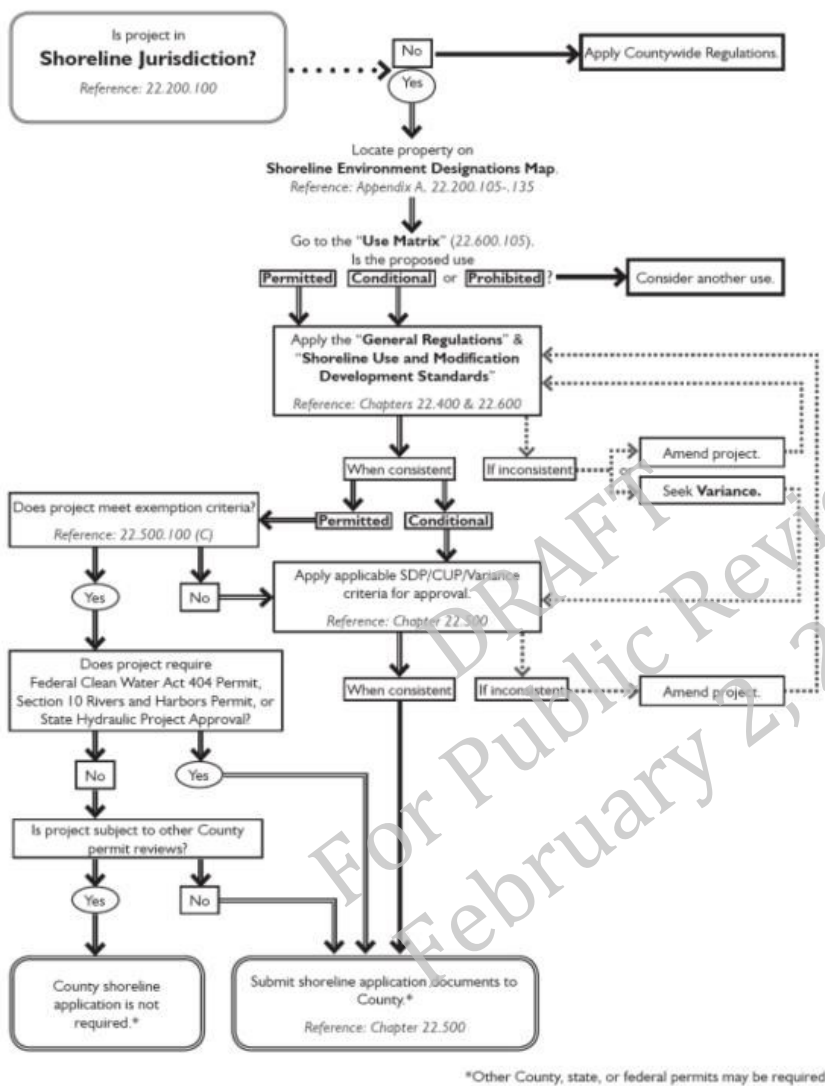 Is project in
Shoreline Jurisdiction?
Reference: 22.200.100
No
Yes
Apply Countywide Regulations.
Locate property on
Shoreline Environment Designations Map.
Reference: Appendix A, 22.200.105-.135
Go to the "Use Matrix" (22.600.105).
Is the proposed use
Permitted Conditional or Prohibited ?
Consider another use.
Apply the "General Regulations" &
"Shoreline Use and Modification
Development Standards"
Reference: Chapters 22.400 & 22.600
When consistent
If inconsistent
Amend project.
or
Seek Variance.
Does project meet exemption criteria?
Reference: 22.500.100 (C)
Permitted
Conditional
Yes
No
Apply applicable SDP/CUP/Variance
criteria for approval.
Reference: Chapter 22.500
Does project require
Federal Clean Water Act 404 Permit,
Section 10 Rivers and Harbors Permit, or
State Hydraulic Project Approval?
When consistent
If inconsistent
Amend project.
No
Yes
Is project subject to other County
permit reviews?
Yes
No
County shoreline
application is not
required.*
Submit shoreline application documents to
County.*
Reference: Chapter 22.500
*Other County, state, or federal permits may be required
DRAFT
For Public Review
February 2,